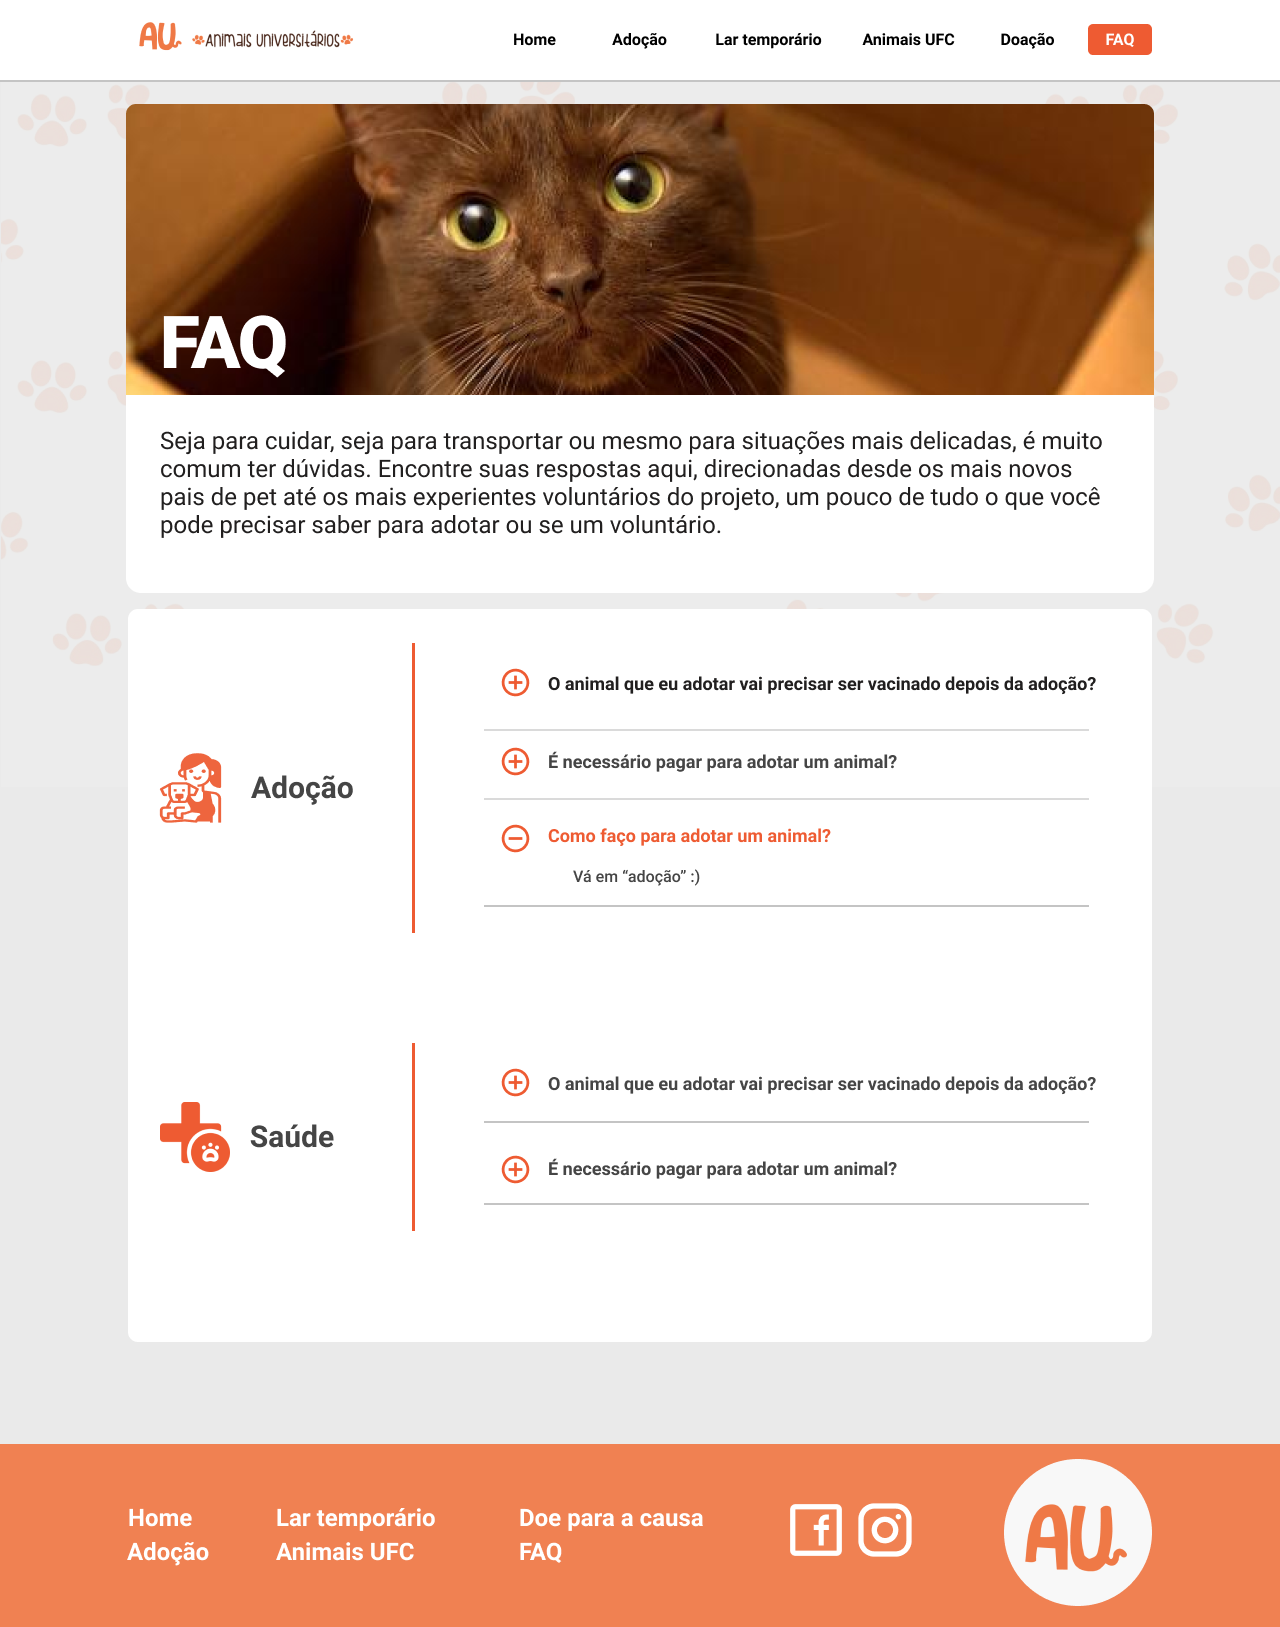 AU Animais Universitários
Home
Adoção
Lar temporário
Animais UFC
Doação
FAQ
FAQ
Seja para cuidar, seja para transportar ou mesmo para situações mais delicadas, é muito
comum ter dúvidas. Encontre suas respostas aqui, direcionadas desde os mais novos
pais de pet até os mais experientes voluntários do projeto, um pouco de tudo o que você
pode precisar saber para adotar ou se um voluntário.
Adoção
O animal que eu adotar vai precisar ser vacinado depois da adoção?
É necessário pagar para adotar um animal?
Como faço para adotar um animal?
Vá em “adoção” :)
Saúde
O animal que eu adotar vai precisar ser vacinado depois da adoção?
É necessário pagar para adotar um animal?
Home
Adoção
Lar temporário
Animais UFC
Doe para a causa
FAQ
AU